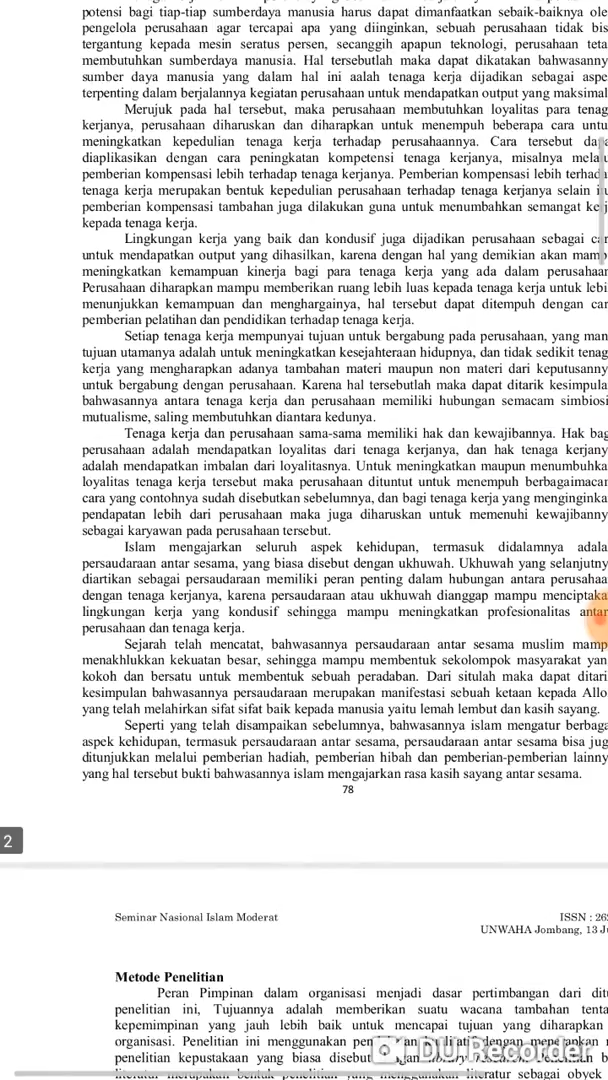 potensi bagi tiap-tiap sumberdaya manusia harus dapat dimanfaatkan sebaik-baiknya ole
pengelola perusahaan agar tercapai apa yang diinginkan, sebuah perusahaan tidak bis
tergantung kepada mesin seratus persen, secanggih apapun teknologi, perusahaan teta
membutuhkan sumberdaya manusia. Hal tersebutlah maka dapat dikatakan bahwasanny
sumber daya manusia yang dalam hal ini aalah tenaga kerja dijadikan sebagai aspe
terpenting dalam berjalannya kegiatan perusahaan untuk mendapatkan output yang maksimal
Merujuk pada hal tersebut, maka perusahaan membutuhkan loyalitas para tenag
kerjanya, perusahaan diharuskan dan diharapkan untuk menempuh beberapa cara untu
meningkatkan kepedulian tenaga kerja terhadap perusahaannya. Cara tersebut da
diaplikasikan dengan cara peningkatan kompetensi tenaga kerjanya, misalnya mela
pemberian kompensasi lebih terhadap tenaga kerjanya. Pemberian kompensasi lebih terhada
tenaga kerja merupakan bentuk kepedulian perusahaan terhadap tenaga kerjanya selain
pemberian kompensasi tambahan juga dilakukan guna untuk menumbahkan semangat ke
kepada tenaga kerja.
Lingkungan kerja yang baik dan kondusif juga dijadikan perusahaan sebagai
untuk mendapatkan output yang dihasilkan, karena dengan hal yang demikian akan mam
meningkatkan kemampuan kinerja bagi para tenaga kerja yang ada dalam perusahaan
Perusahaan diharapkan mampu memberikan ruang lebih luas kepada tenaga kerja untuk lebi
menunjukkan kemampuan dan menghargainya, hal tersebut dapat ditempuh dengan car
pemberian pelatihan dan pendidikan terhadap tenaga kerja.
Setiap tenaga kerja mempunyai tujuan untuk bergabung pada perusahaan, yang man
tujuan utamanya adalah untuk meningkatkan kesejahteraan hidupnya, dan tidak sedikit tenag
kerja yang mengharapkan adanya tambahan materi maupun non materi dari keputusanny
untuk bergabung dengan perusahaan. Karena hal tersebutlah maka dapat ditarik kesimpula
bahwasannya antara tenaga kerja dan perusahaan memiliki hubungan semacam simbiosi
mutualisme, saling membutuhkan diantara kedunya.
Tenaga kerja dan perusahaan sama-sama memiliki hak dan kewajibannya. Hak bag
perusahaan adalah mendapatkan loyalitas dari tenaga kerjanya, dan hak tenaga kerjany
adalah mendapatkan imbalan dari loyalitasnya. Untuk meningkatkan maupun menumbuhka
loyalitas tenaga kerja tersebut maka perusahaan dituntut untuk menempuh berbagaimacam
cara yang contohnya sudah disebutkan sebelumnya, dan bagi tenaga kerja yang menginginka
pendapatan lebih dari perusahaan maka juga diharuskan untuk memenuhi kewajibanny
sebagai karyawan pada perusahaan tersebut.
Islam mengajarkan seluruh aspek kehidupan, termasuk didalamnya adala
persaudaraan antar sesama, yang biasa disebut dengan ukhuwah. Ukhuwah yang selanjutny
diartikan sebagai persaudaraan memiliki peran penting dalam hubungan antara perusahaa
dengan tenaga kerjanya, karena persaudaraan atau ukhuwah dianggap mampu menciptaka
lingkungan kerja yang kondusif sehingga mampu meningkatkan profesionalitas antar
perusahaan dan tenaga kerja.
Sejarah telah mencatat, bahwasannya persaudaraan antar sesama muslim mamp
menakhlukkan kekuatan besar, sehingga mampu membentuk sekolompok masyarakat yan
kokoh dan bersatu untuk membentuk sebuah peradaban. Dari situlah maka dapat ditari
kesimpulan bahwasannya persaudaraan merupakan manifestasi sebuah ketaan kepada Allo
yang telah melahirkan sifat sifat baik kepada manusia yaitu lemah lembut dan kasih sayang.
Seperti yang telah disampaikan sebelumnya, bahwasannya islam mengatur berbaga
aspek kehidupan, termasuk persaudaraan antar sesama, persaudaraan antar sesama bisa jug
ditunjukkan melalui pemberian hadiah, pemberian hibah dan pemberian-pemberian lainny
yang hal tersebut bukti bahwasannya islam mengajarkan rasa kasih sayang antar sesama.
78
2
Seminar Nasional Islam Moderat
ISSN : 262
UNWAHA Jombang, 13 Ju
Metode Penelitian
Peran Pimpinan dalam organisasi menjadi dasar pertimbangan dari ditu
penelitian ini, Tujuannya adalah memberikan suatu wacana tambahan tenta
kepemimpinan yang jauh lebih baik untuk mencapai tujuan yang diharapkan
organisasi. Penelitian ini menggunakan dengan
penelitian kepustakaan yang biasa disebut
DU Recorder
literatur merupakan bentuk penelitian yang menggunakan literatur sebagai obyek